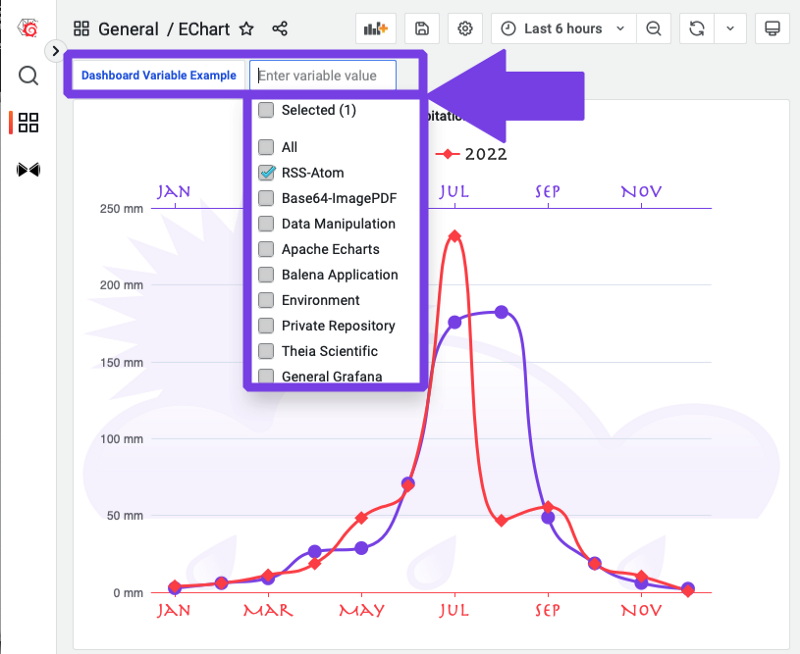 General / EChart
Last 6 hours
Dashboard Variable Example
Enter variable value
Selected (1)
All
RSS-Atom
Base64-ImagePDF
Data Manipulation
Apache Echarts
Balena Application
Environment
Private Repository
Theia Scientific
General Grafana
2022
Jan
Jul
Sep
Nov
250 mm
200 mm
150 mm
100 mm
50 mm
0 mm
Jan
Mar
May
Jul
Sep
Nov